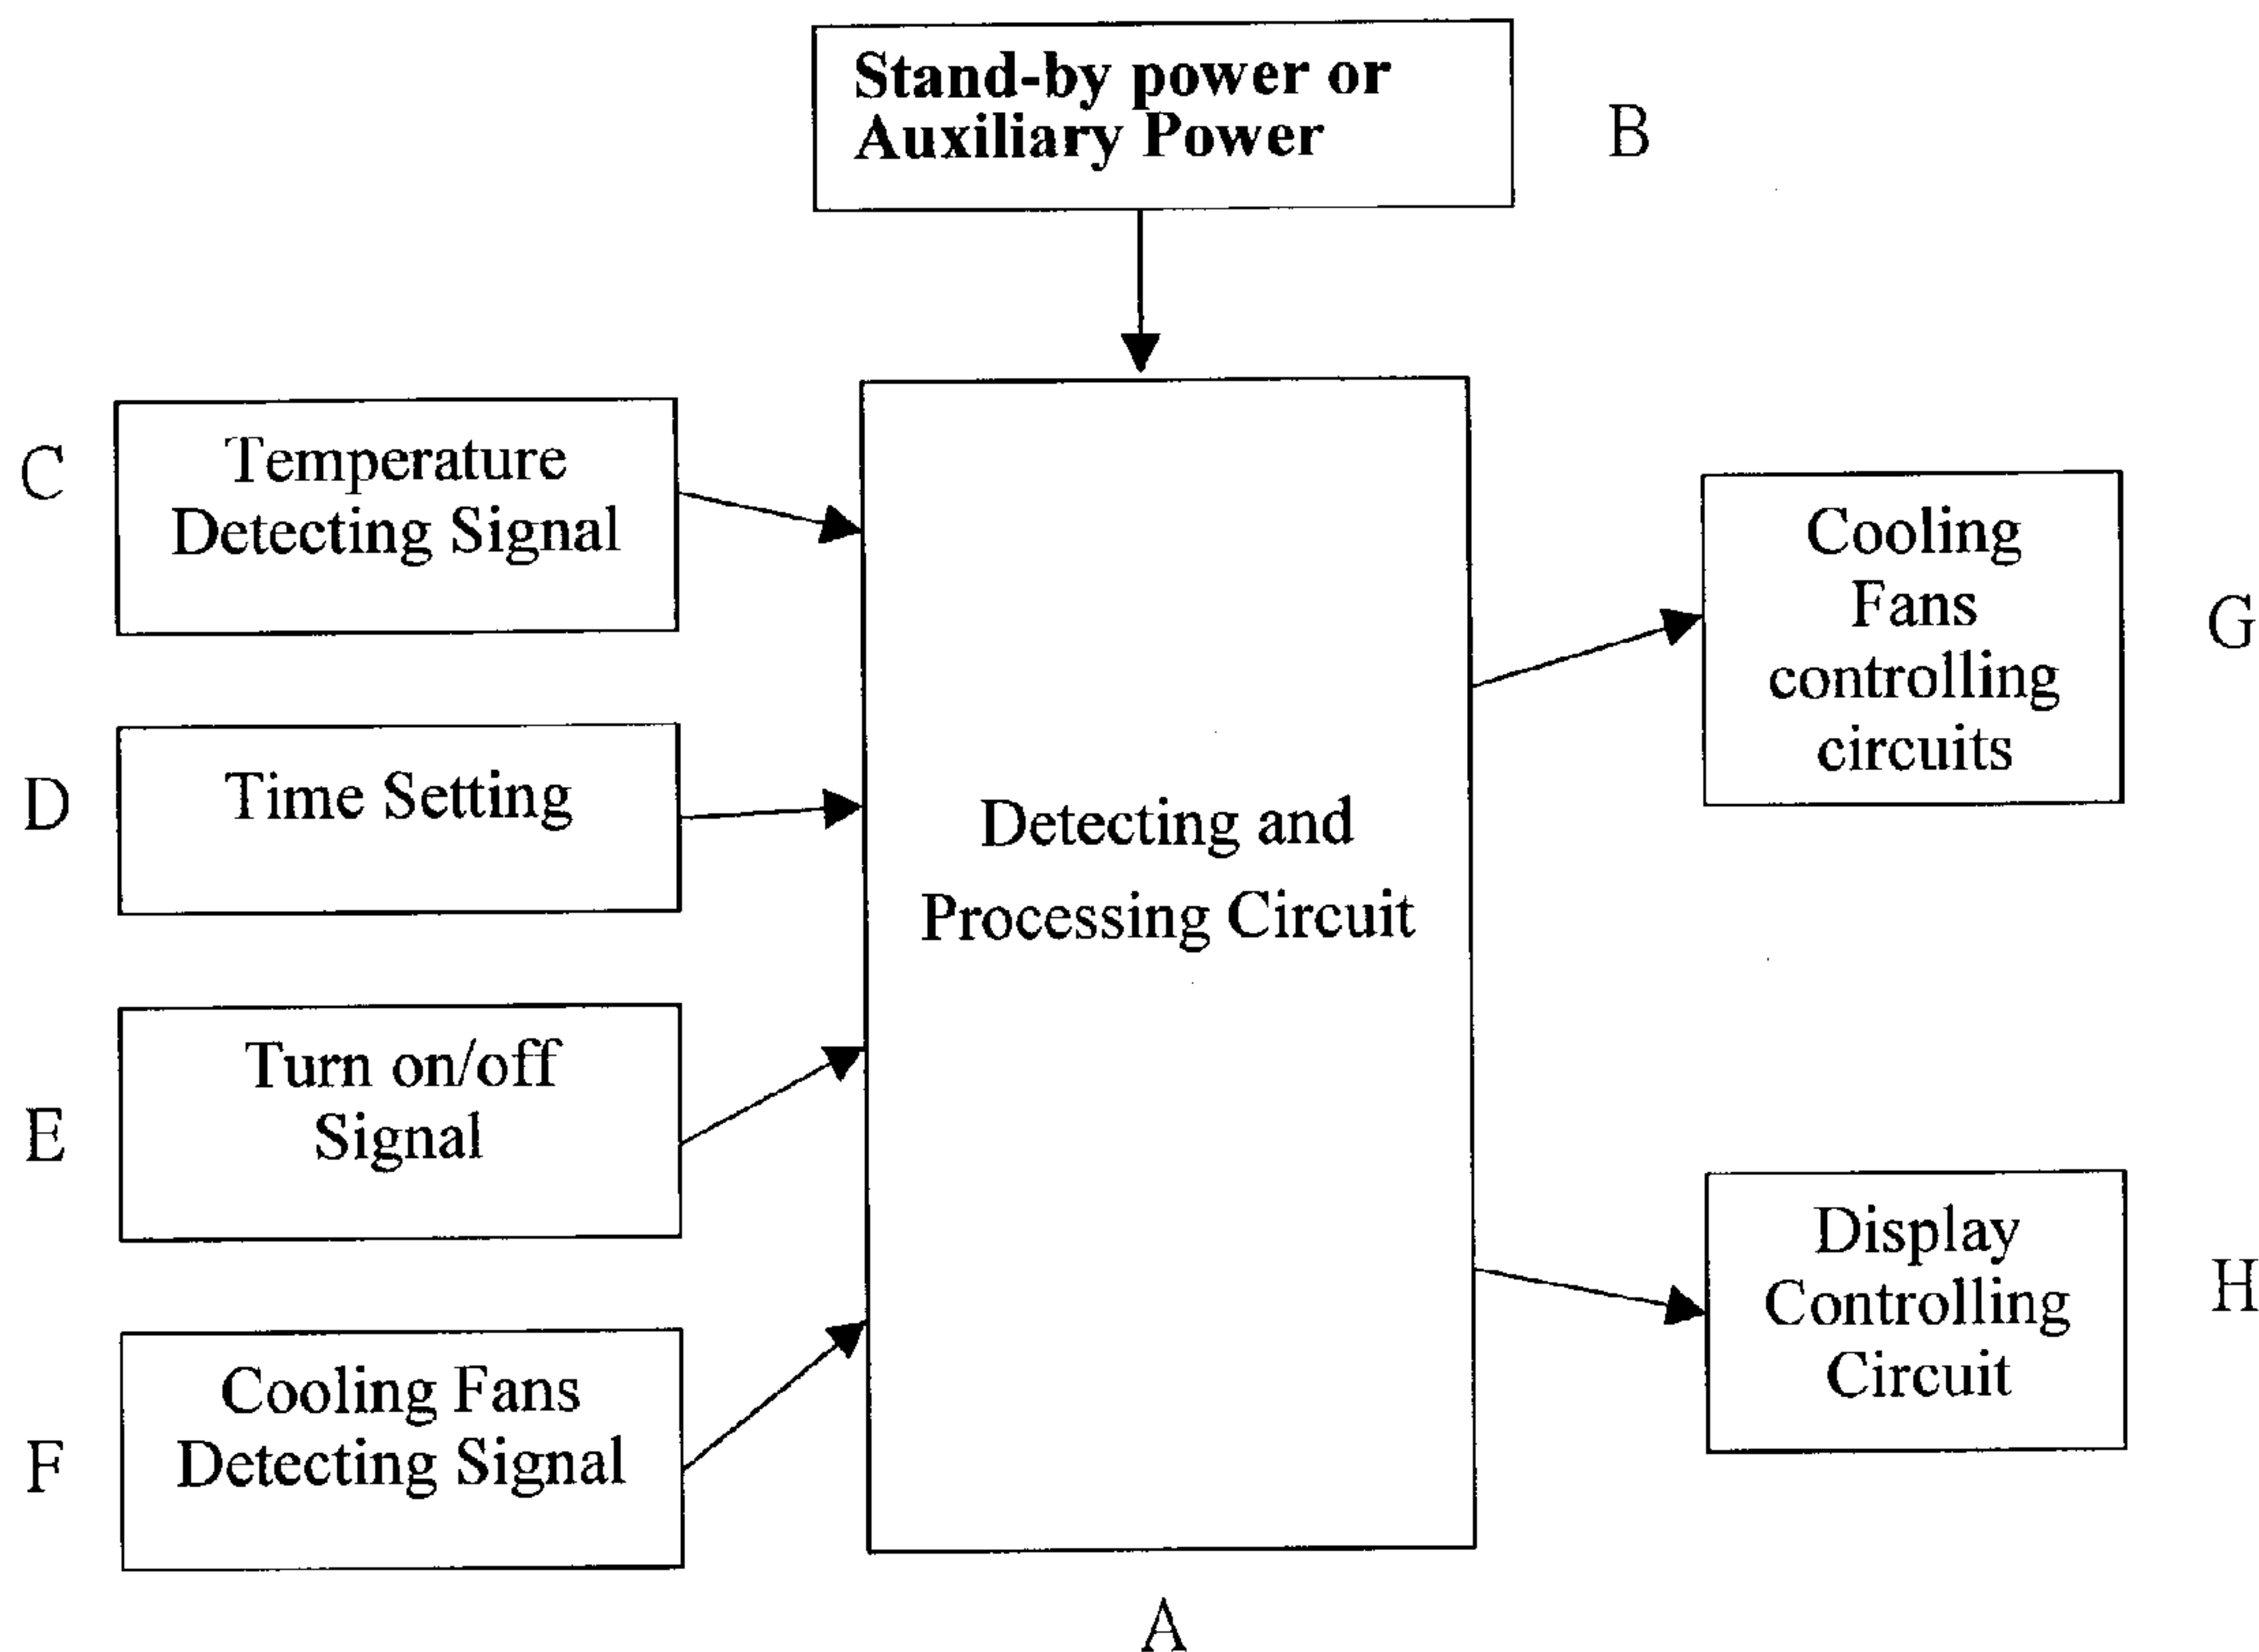 Stand-by power or
Auxiliary Power
B
C
Temperature
Detecting Signal
D
Time Setting
E
Turn on/off
Signal
F
Cooling Fans
Detecting Signal
Detecting and
Processing Circuit
A
Cooling
Fans
controlling
circuits
G
Display
Controlling
Circuit
H